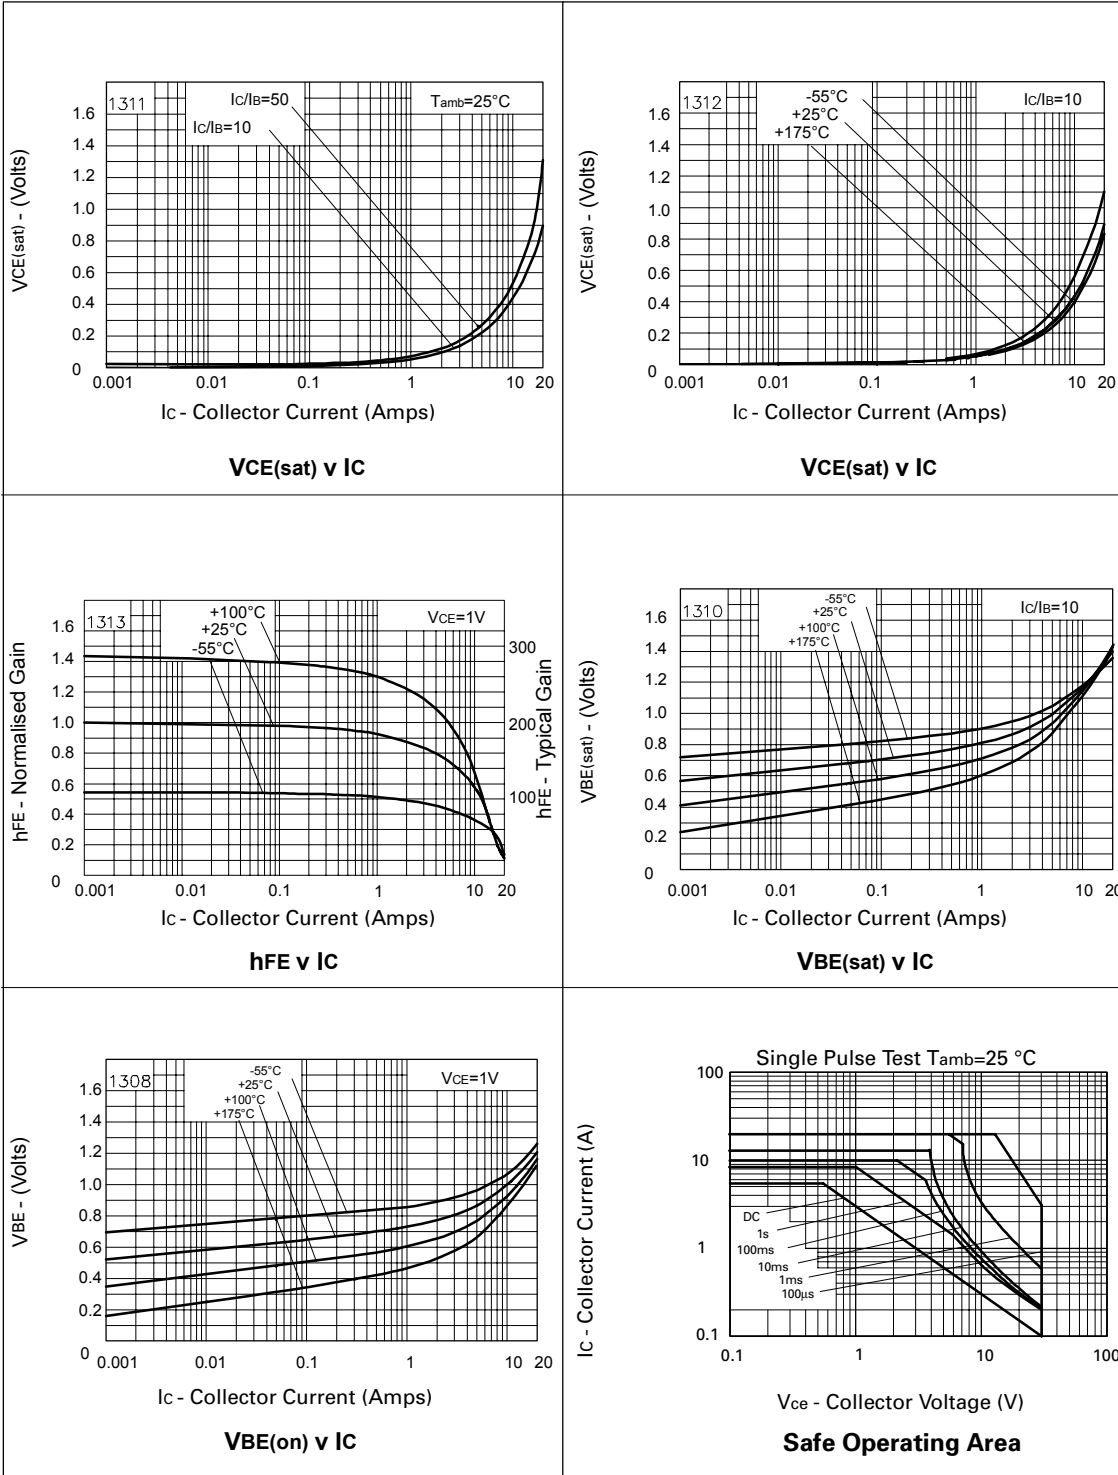 1311
IC/IB=50
Tamb=25°C
IC/IB=10
1.6
1.4
1.2
1.0
0.8
0.6
0.4
0.2
0
VCE(sat) - (Volts)
0.001 0.01 0.1 1 10 20
IC - Collector Current (Amps)
VCE(sat) v IC
1312
-55°C
+25°C
+175°C
IC/IB=10
1.6
1.4
1.2
1.0
0.8
0.6
0.4
0.2
0
VCE(sat) - (Volts)
0.001 0.01 0.1 1 10 20
IC - Collector Current (Amps)
VCE(sat) v IC
1313
+100°C
+25°C
-55°C
VCE=1V
1.6
1.4
1.2
1.0
0.8
0.6
0.4
0.2
0
hFE - Normalised Gain
300
200
100
hFE - Typical Gain
0.001 0.01 0.1 1 10 20
IC - Collector Current (Amps)
hFE v IC
1310
-55°C
+25°C
+100°C
+175°C
IC/IB=10
1.6
1.4
1.2
1.0
0.8
0.6
0.4
0.2
0
VBE(sat) - (Volts)
0.001 0.01 0.1 1 10 20
IC - Collector Current (Amps)
VBE(sat) v IC
1308
-55°C
+25°C
+100°C
+175°C
VCE=1V
1.6
1.4
1.2
1.0
0.8
0.6
0.4
0.2
0
VBE - (Volts)
0.001 0.01 0.1 1 10 20
IC - Collector Current (Amps)
VBE(on) v IC
Single Pulse Test Tamb=25 °C
100
10
1
0.1
IC - Collector Current (A)
DC
1s
100ms
10ms
1ms
100µs
0.1 1 10 100
Vce - Collector Voltage (V)
Safe Operating Area